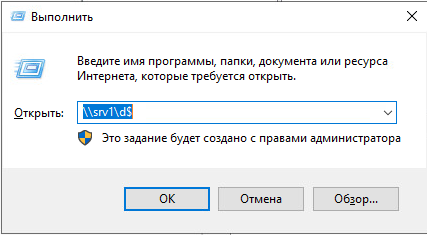 Выполнить
Введите имя программы, папки, документа или ресурса
Интернета, которые требуется открыть.
Открыть: \\srv1\d$
Это задание будет создано с правами администратора
ОК Отмена Обзор...